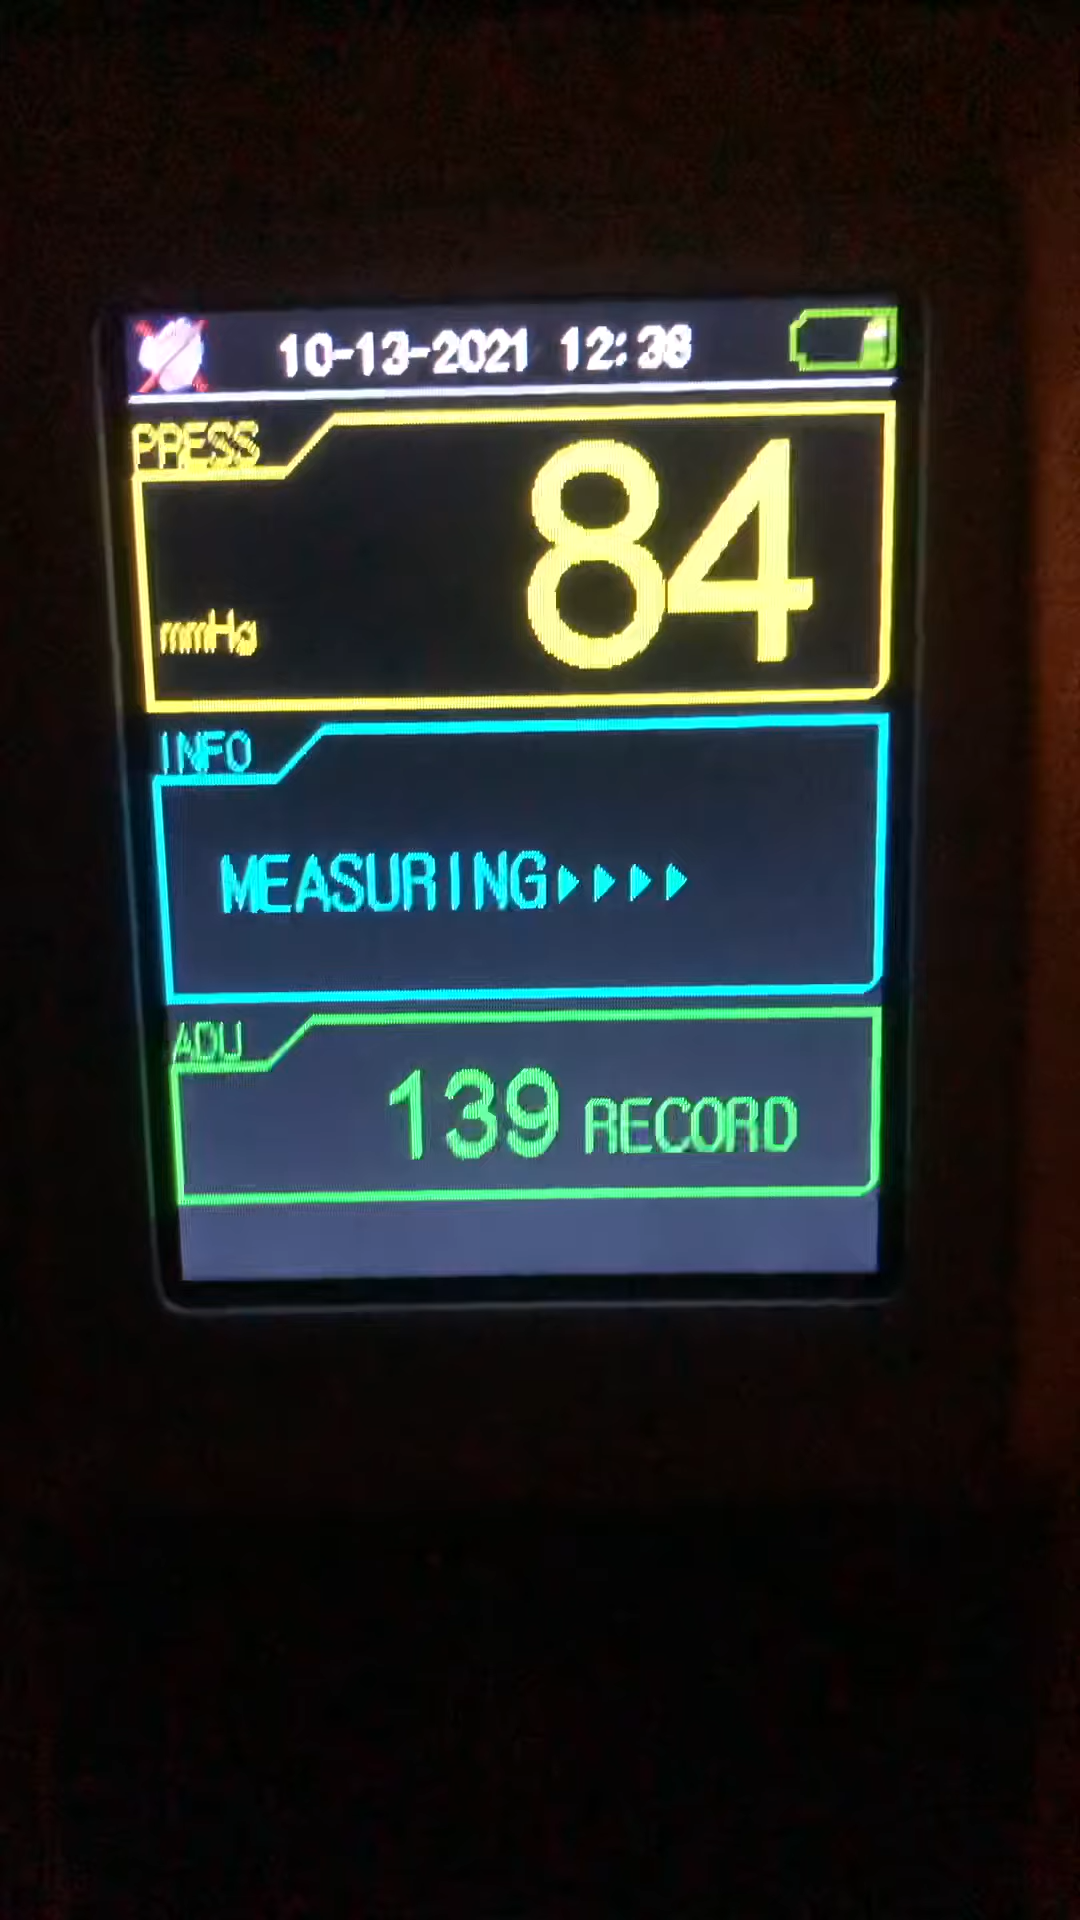 10-13-2021 12:38
PRESS
84
mmHg
INFO
MEASURING
ADU
139 RECORD